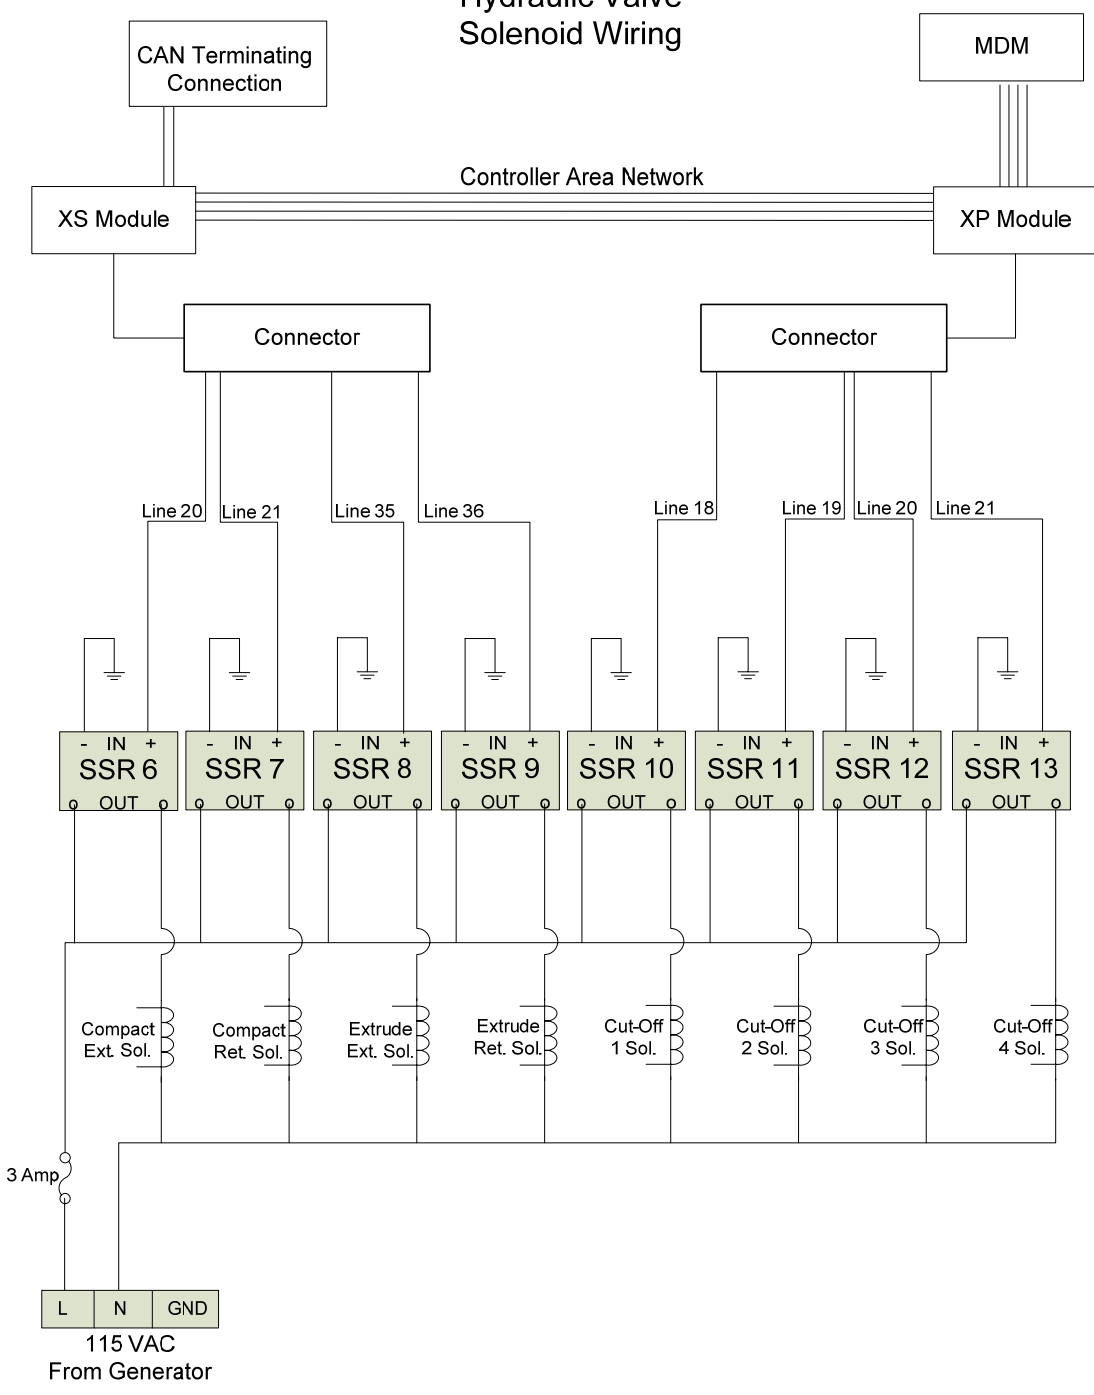 Hydraulic Valve
Solenoid Wiring
CAN Terminating
Connection
MDM
Controller Area Network
XS Module
XP Module
Connector
Connector
Line 20
Line 21
Line 35
Line 36
Line 18
Line 19
Line 20
Line 21
- IN +
SSR 6
OUT
- IN +
SSR 7
OUT
- IN +
SSR 8
OUT
- IN +
SSR 9
OUT
- IN +
SSR 10
OUT
- IN +
SSR 11
OUT
- IN +
SSR 12
OUT
- IN +
SSR 13
OUT
Compact
Ext. Sol.
Compact
Ret. Sol.
Extrude
Ext. Sol.
Extrude
Ret. Sol.
Cut-Off
1 Sol.
Cut-Off
2 Sol.
Cut-Off
3 Sol.
Cut-Off
4 Sol.
3 Amp
L N GND
115 VAC
From Generator